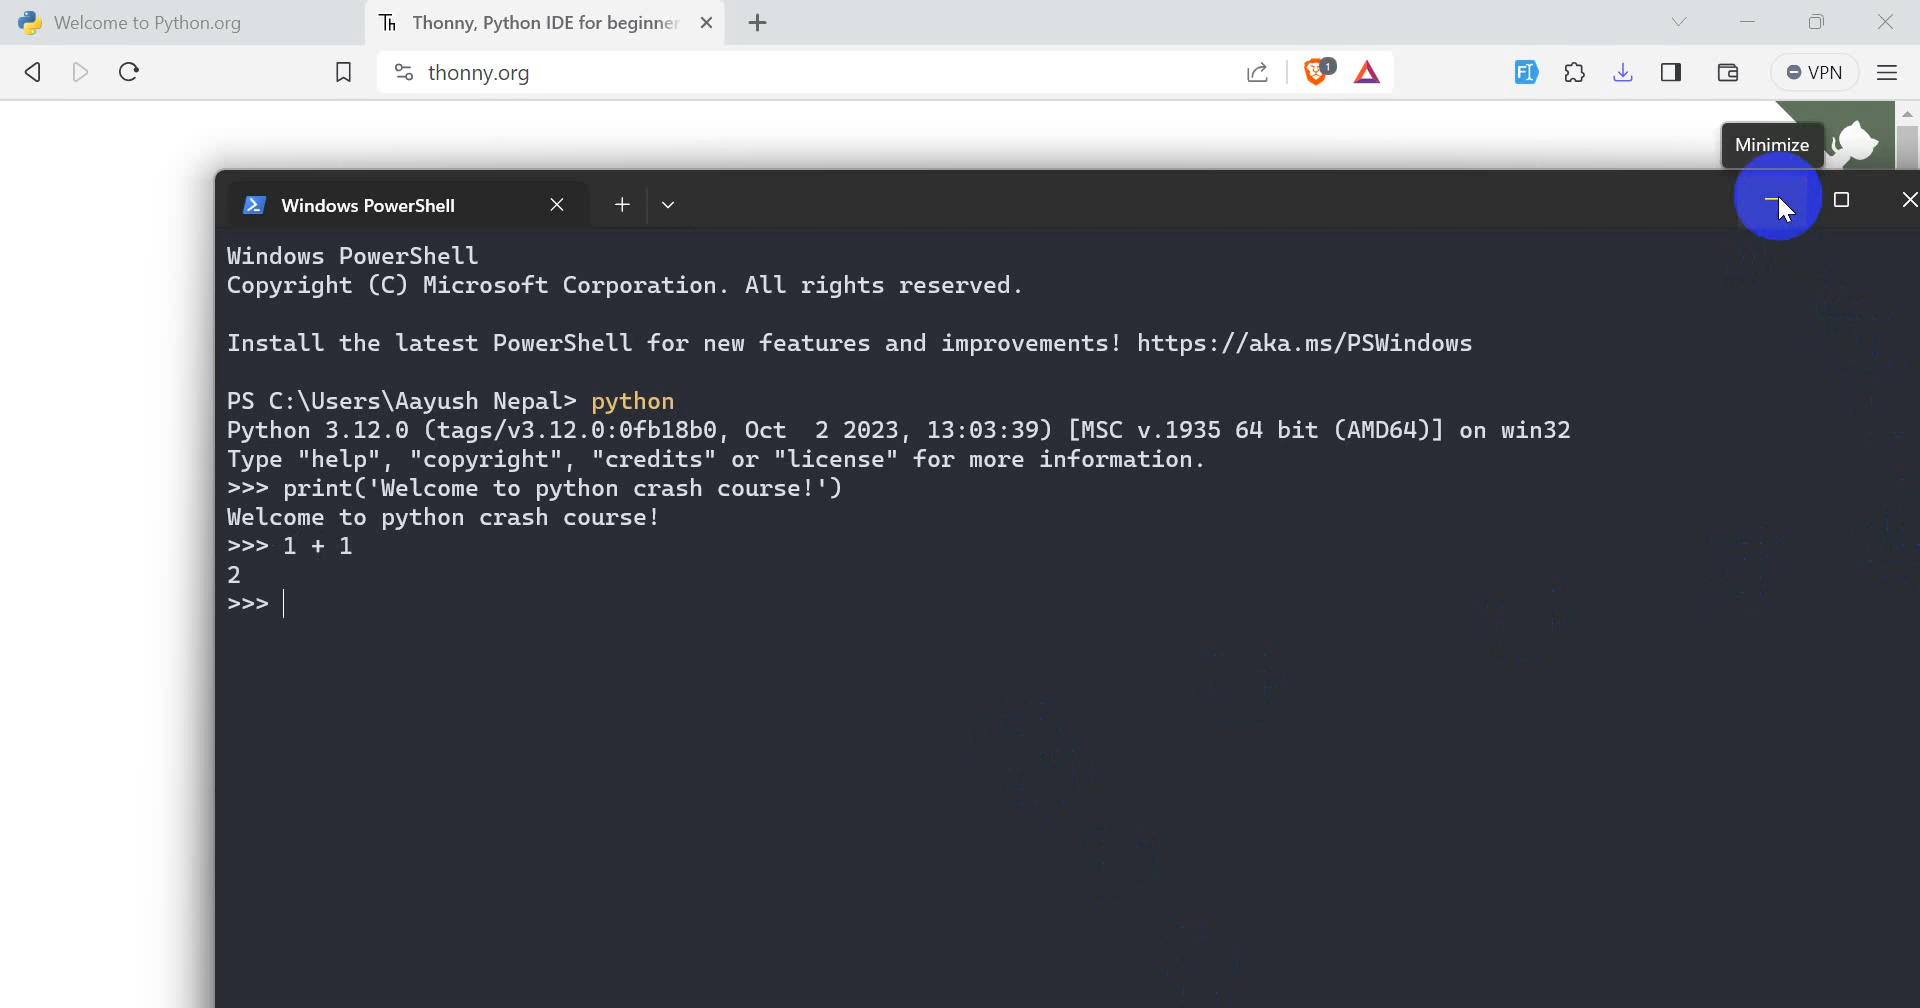 Welcome to Python.org
Th Thonny, Python IDE for beginner
thonny.org
1
FI
VPN
Minimize
Windows PowerShell
Windows PowerShell
Copyright (C) Microsoft Corporation. All rights reserved.
Install the latest PowerShell for new features and improvements! https://aka.ms/PSWindows
PS C:\Users\Aayush Nepal> python
Python 3.12.0 (tags/v3.12.0:0fb18b0, Oct  2 2023, 13:03:39) [MSC v.1935 64 bit (AMD64)] on win32
Type "help", "copyright", "credits" or "license" for more information.
>>> print('Welcome to python crash course!')
Welcome to python crash course!
>>> 1 + 1
2
>>>